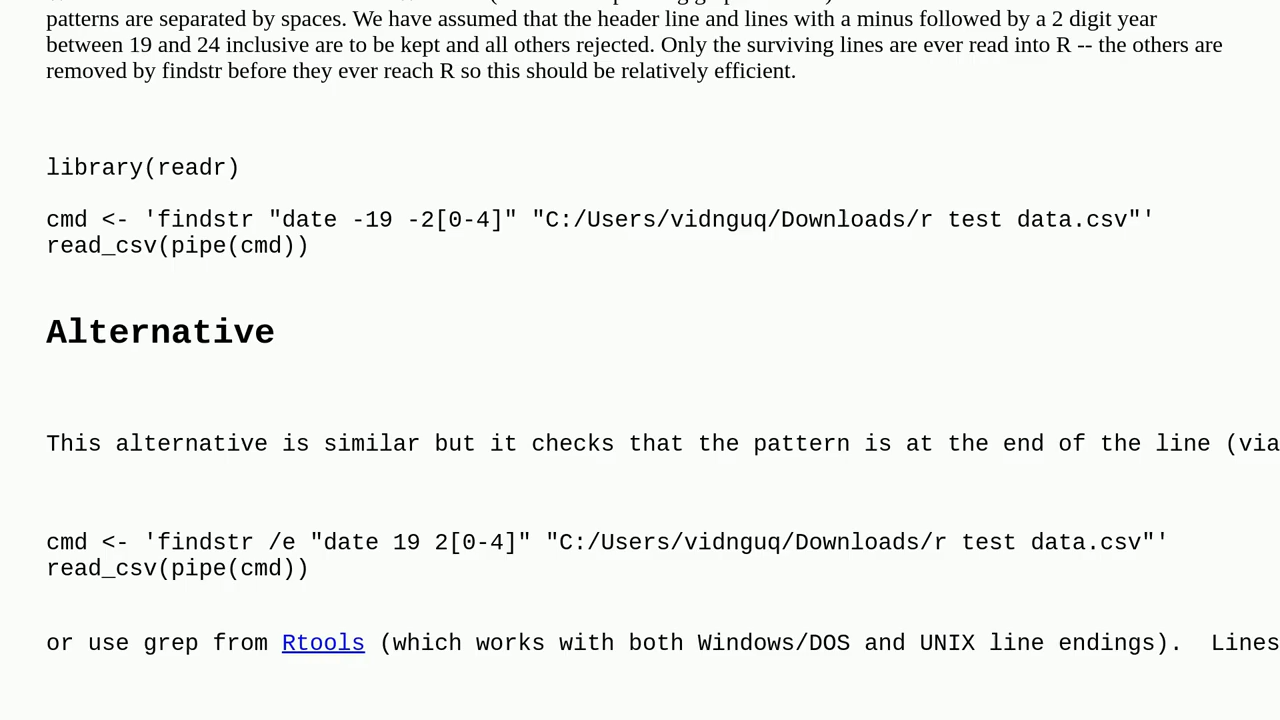 patterns are separated by spaces. We have assumed that the header line and lines with a minus followed by a 2 digit year
between 19 and 24 inclusive are to be kept and all others rejected. Only the surviving lines are ever read into R -- the others are
removed by findstr before they ever reach R so this should be relatively efficient.
library(readr)
cmd <- 'findstr "date -19 -2[0-4]" "C:/Users/vidnguq/Downloads/r test data.csv"'
read_csv(pipe(cmd))
Alternative
This alternative is similar but it checks that the pattern is at the end of the line (via
cmd <- 'findstr /e "date 19 2[0-4]" "C:/Users/vidnguq/Downloads/r test data.csv"'
read_csv(pipe(cmd))
or use grep from Rtools (which works with both Windows/DOS and UNIX line endings).  Lines